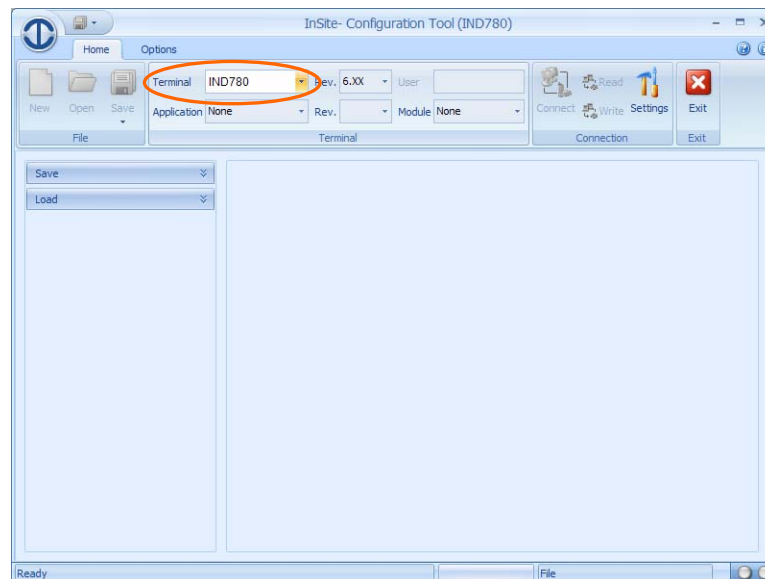 InSite- Configuration Tool (IND780)
Home Options
Terminal IND780 Rev. 6.XX User
New Open Save Application None Rev. Module None Connect Read Write Settings Exit
File Terminal Connection Exit
Save
Load
Ready File